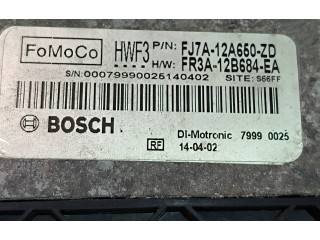 FoMoCo HWF3 P/N: FJ7A-12A650-ZD
H/W: FR3A-12B684-EA
S/N:00079990025140402 SITE: S66FF
BOSCH DI-Motronic 7999 0025
RF 14-04-02